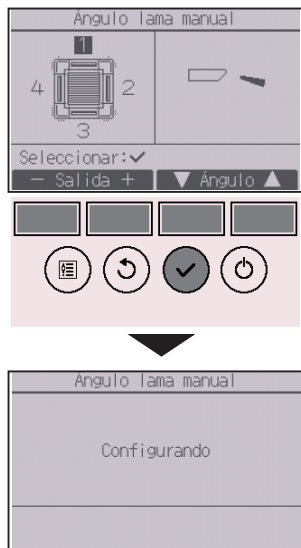 Ángulo lama manual
1
4 2
3
Seleccionar:✓
− Salida + ▼ Ángulo ▲
Ángulo lama manual
Configurando